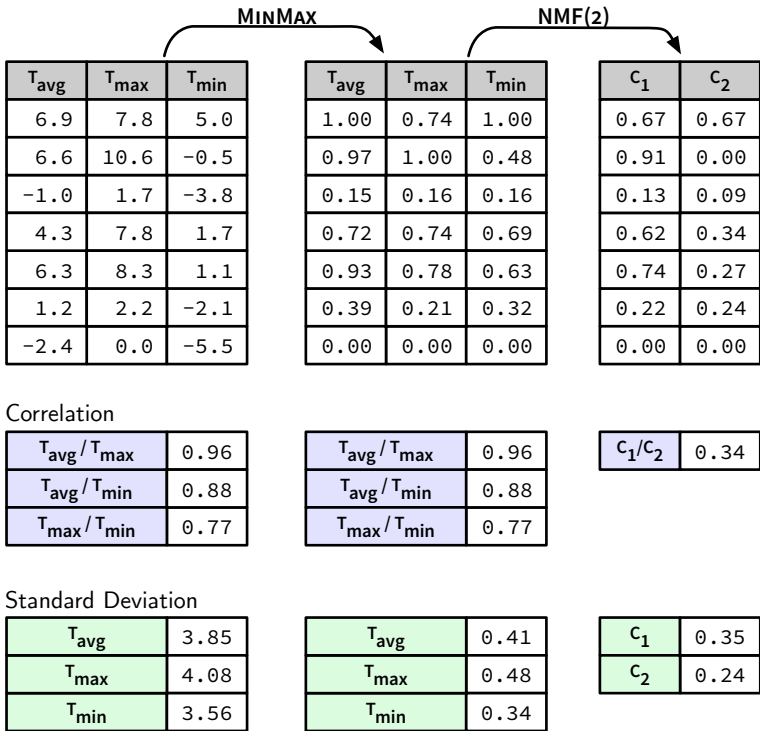 MINMAX NMF(2)
Tavg Tmax Tmin Tavg Tmax Tmin C1 C2
6.9 7.8 5.0 1.00 0.74 1.00 0.67 0.67
6.6 10.6 −0.5 0.97 1.00 0.48 0.91 0.00
−1.0 1.7 −3.8 0.15 0.16 0.16 0.13 0.09
4.3 7.8 1.7 0.72 0.74 0.69 0.62 0.34
6.3 8.3 1.1 0.93 0.78 0.63 0.74 0.27
1.2 2.2 −2.1 0.39 0.21 0.32 0.22 0.24
−2.4 0.0 −5.5 0.00 0.00 0.00 0.00 0.00
Correlation
Tavg/Tmax 0.96 Tavg/Tmax 0.96 C1/C2 0.34
Tavg/Tmin 0.88 Tavg/Tmin 0.88
Tmax/Tmin 0.77 Tmax/Tmin 0.77
Standard Deviation
Tavg 3.85 Tavg 0.41 C1 0.35
Tmax 4.08 Tmax 0.48 C2 0.24
Tmin 3.56 Tmin 0.34